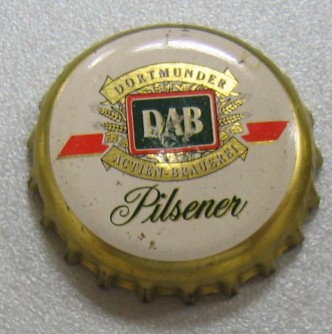 DORTMUNDER
DAB
ACTIEN-BRAUEREI
Pilsener